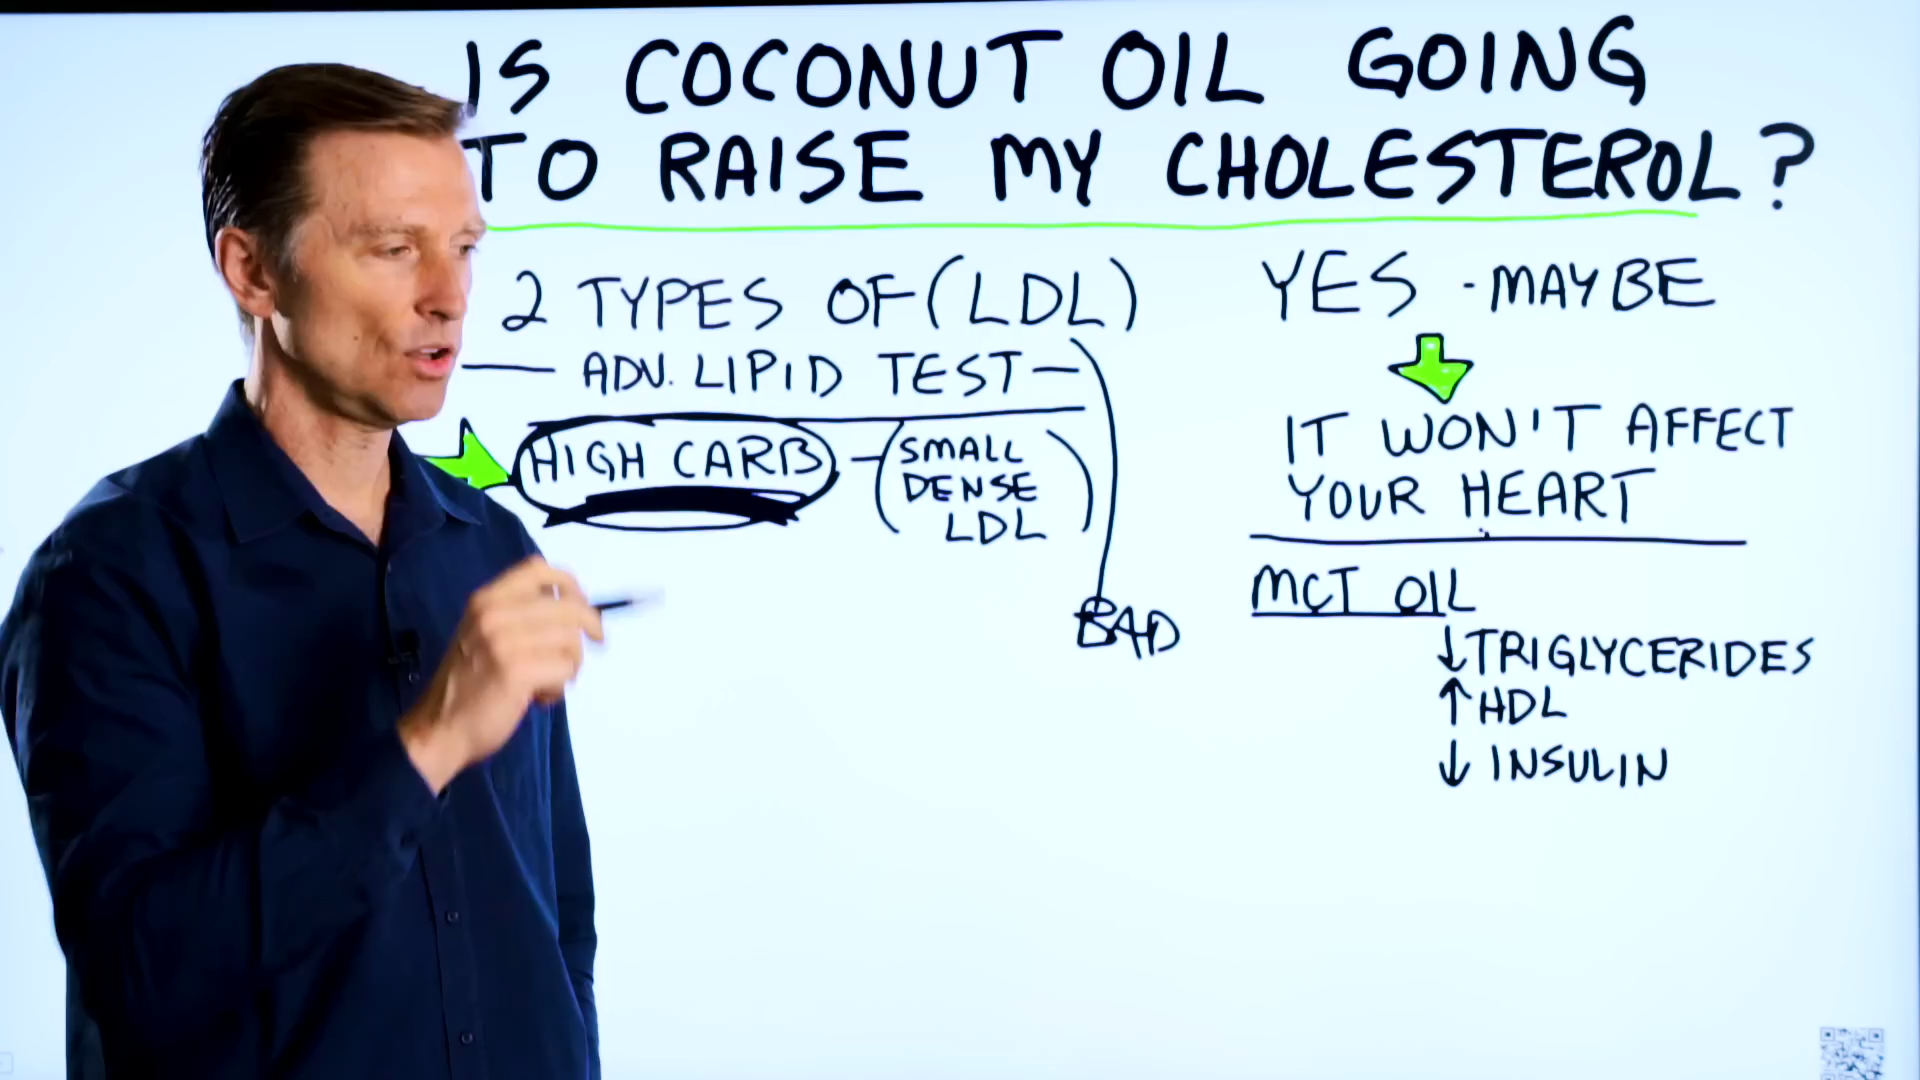 IS COCONUT OIL GOING
TO RAISE MY CHOLESTEROL?
2 TYPES OF (LDL)
ADV. LIPID TEST
HIGH CARB - (SMALL
DENSE
LDL)
BAD
YES - MAYBE
IT WON'T AFFECT
YOUR HEART
MCT OIL
↓ TRIGLYCERIDES
↑ HDL
↓ INSULIN